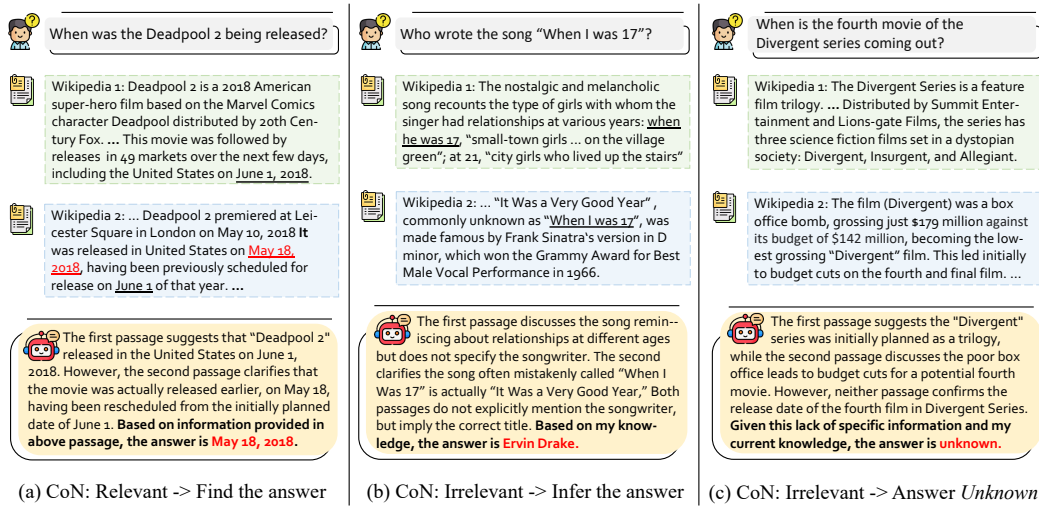 When was the Deadpool 2 being released?
Wikipedia 1: Deadpool 2 is a 2018 American
super-hero film based on the Marvel Comics
character Deadpool distributed by 20th Cen-
tury Fox. ... This movie was followed by
releases in 49 markets over the next few days,
including the United States on June 1, 2018.
Wikipedia 2: ... Deadpool 2 premiered at Lei-
cester Square in London on May 10, 2018 It
was released in United States on May 18,
2018, having been previously scheduled for
release on June 1 of that year. ...
The first passage suggests that "Deadpool 2"
released in the United States on June 1,
2018. However, the second passage clarifies that
the movie was actually released earlier, on May 18,
having been rescheduled from the initially planned
date of June 1. Based on information provided in
above passage, the answer is May 18, 2018.
(a) CoN: Relevant -> Find the answer
Who wrote the song “When I was 17”?
Wikipedia 1: The nostalgic and melancholic
song recounts the type of girls with whom the
singer had relationships at various years: when
he was 17, “small-town girls ... on the village
green”; at 21, “city girls who lived up the stairs”
Wikipedia 2: ... “It Was a Very Good Year” ,
commonly unknown as “When I was 17”, was
made famous by Frank Sinatra‘s version in D
minor, which won the Grammy Award for Best
Male Vocal Performance in 1966.
The first passage discusses the song remin--
iscing about relationships at different ages
but does not specify the songwriter. The second
clarifies the song often mistakenly called “When I
Was 17” is actually “It Was a Very Good Year,” Both
passages do not explicitly mention the songwriter,
but imply the correct title. Based on my know-
ledge, the answer is Ervin Drake.
(b) CoN: Irrelevant -> Infer the answer
When is the fourth movie of the
Divergent series coming out?
Wikipedia 1: The Divergent Series is a feature
film trilogy. ... Distributed by Summit Enter-
tainment and Lions-gate Films, the series has
three science fiction films set in a dystopian
society: Divergent, Insurgent, and Allegiant.
Wikipedia 2: The film (Divergent) was a box
office bomb, grossing just $179 million against
its budget of $142 million, becoming the low-
est grossing “Divergent” film. This led initially
to budget cuts on the fourth and final film. ...
The first passage suggests the "Divergent"
series was initially planned as a trilogy,
while the second passage discusses the poor box
office leads to budget cuts for a potential fourth
movie. However, neither passage confirms the
release date of the fourth film in Divergent Series.
Given this lack of specific information and my
current knowledge, the answer is unknown.
(c) CoN: Irrelevant -> Answer Unknown